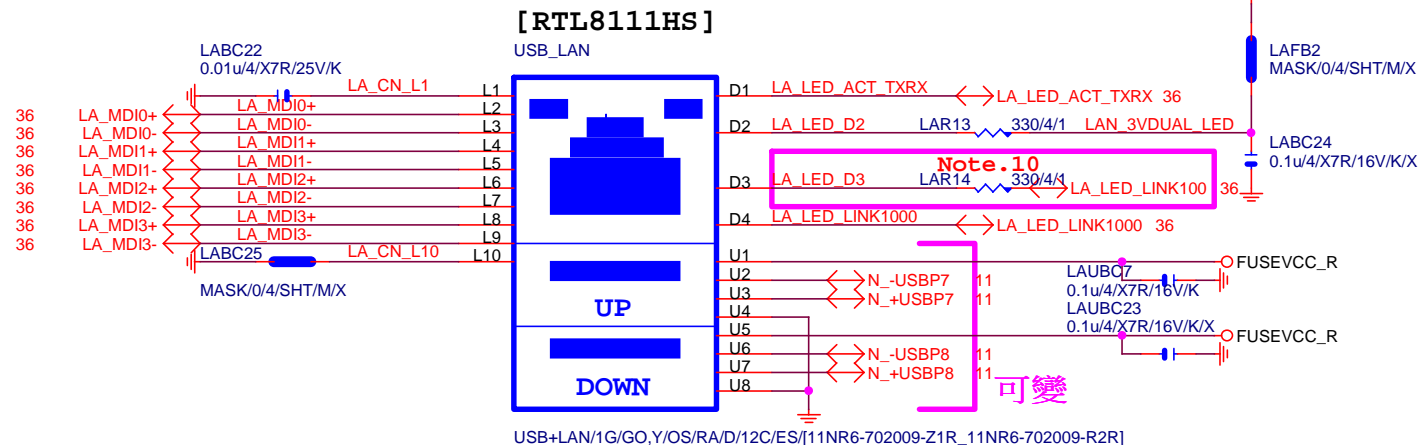 [RTL8111HS]
USB_LAN
LABC22
0.01u/4/X7R/25V/K
LAFB2
MASK/0/4/SHT/M/X
LA_CN_L1 L1
D1 LA_LED_ACT_TXRX LA_LED_ACT_TXRX 36
36 LA_MDI0+ LA_MDI0+ L2
36 LA_MDI0- LA_MDI0- L3
D2 LA_LED_D2 LAR13 330/4/1 LAN_3VDUAL_LED
LABC24
0.1u/4/X7R/16V/K/X
36 LA_MDI1+ LA_MDI1+ L4
36 LA_MDI1- LA_MDI1- L5
Note.10
36 LA_MDI2+ LA_MDI2+ L6
D3 LA_LED_D3 LAR14 330/4/1 LA_LED_LINK100 36
36 LA_MDI2- LA_MDI2- L7
36 LA_MDI3+ LA_MDI3+ L8
D4 LA_LED_LINK1000 LA_LED_LINK1000 36
36 LA_MDI3- LA_MDI3- L9
LABC25 LA_CN_L10 L10
MASK/0/4/SHT/M/X
U1 FUSEVCC_R
U2 N_-USBP7 11
LAUBC7
0.1u/4/X7R/16V/K
U3 N_+USBP7 11
UP
U4
LAUBC23
0.1u/4/X7R/16V/K/X
U5 FUSEVCC_R
U6 N_-USBP8 11
U7 N_+USBP8 11
DOWN
U8
可變
USB+LAN/1G/GO,Y/OS/RA/D/12C/ES/[11NR6-702009-Z1R_11NR6-702009-R2R]